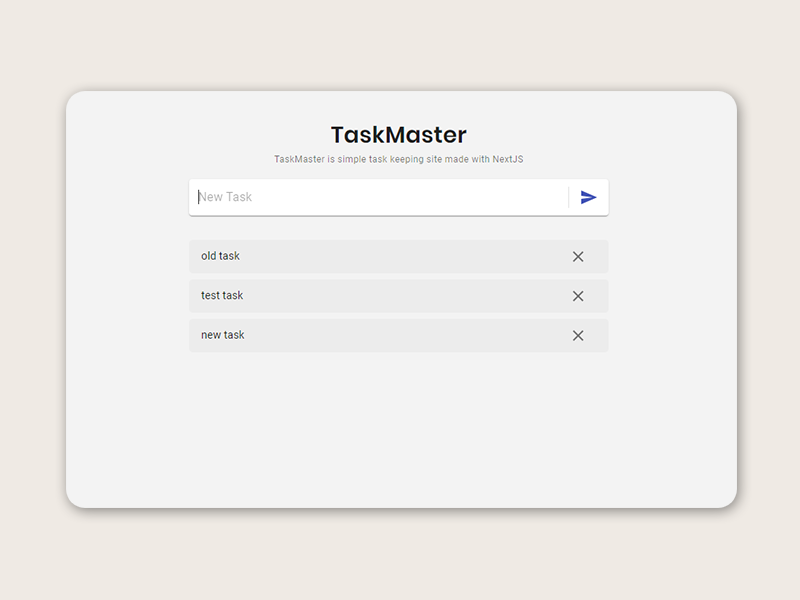 TaskMaster
TaskMaster is simple task keeping site made with NextJS
New Task
old task
test task
new task